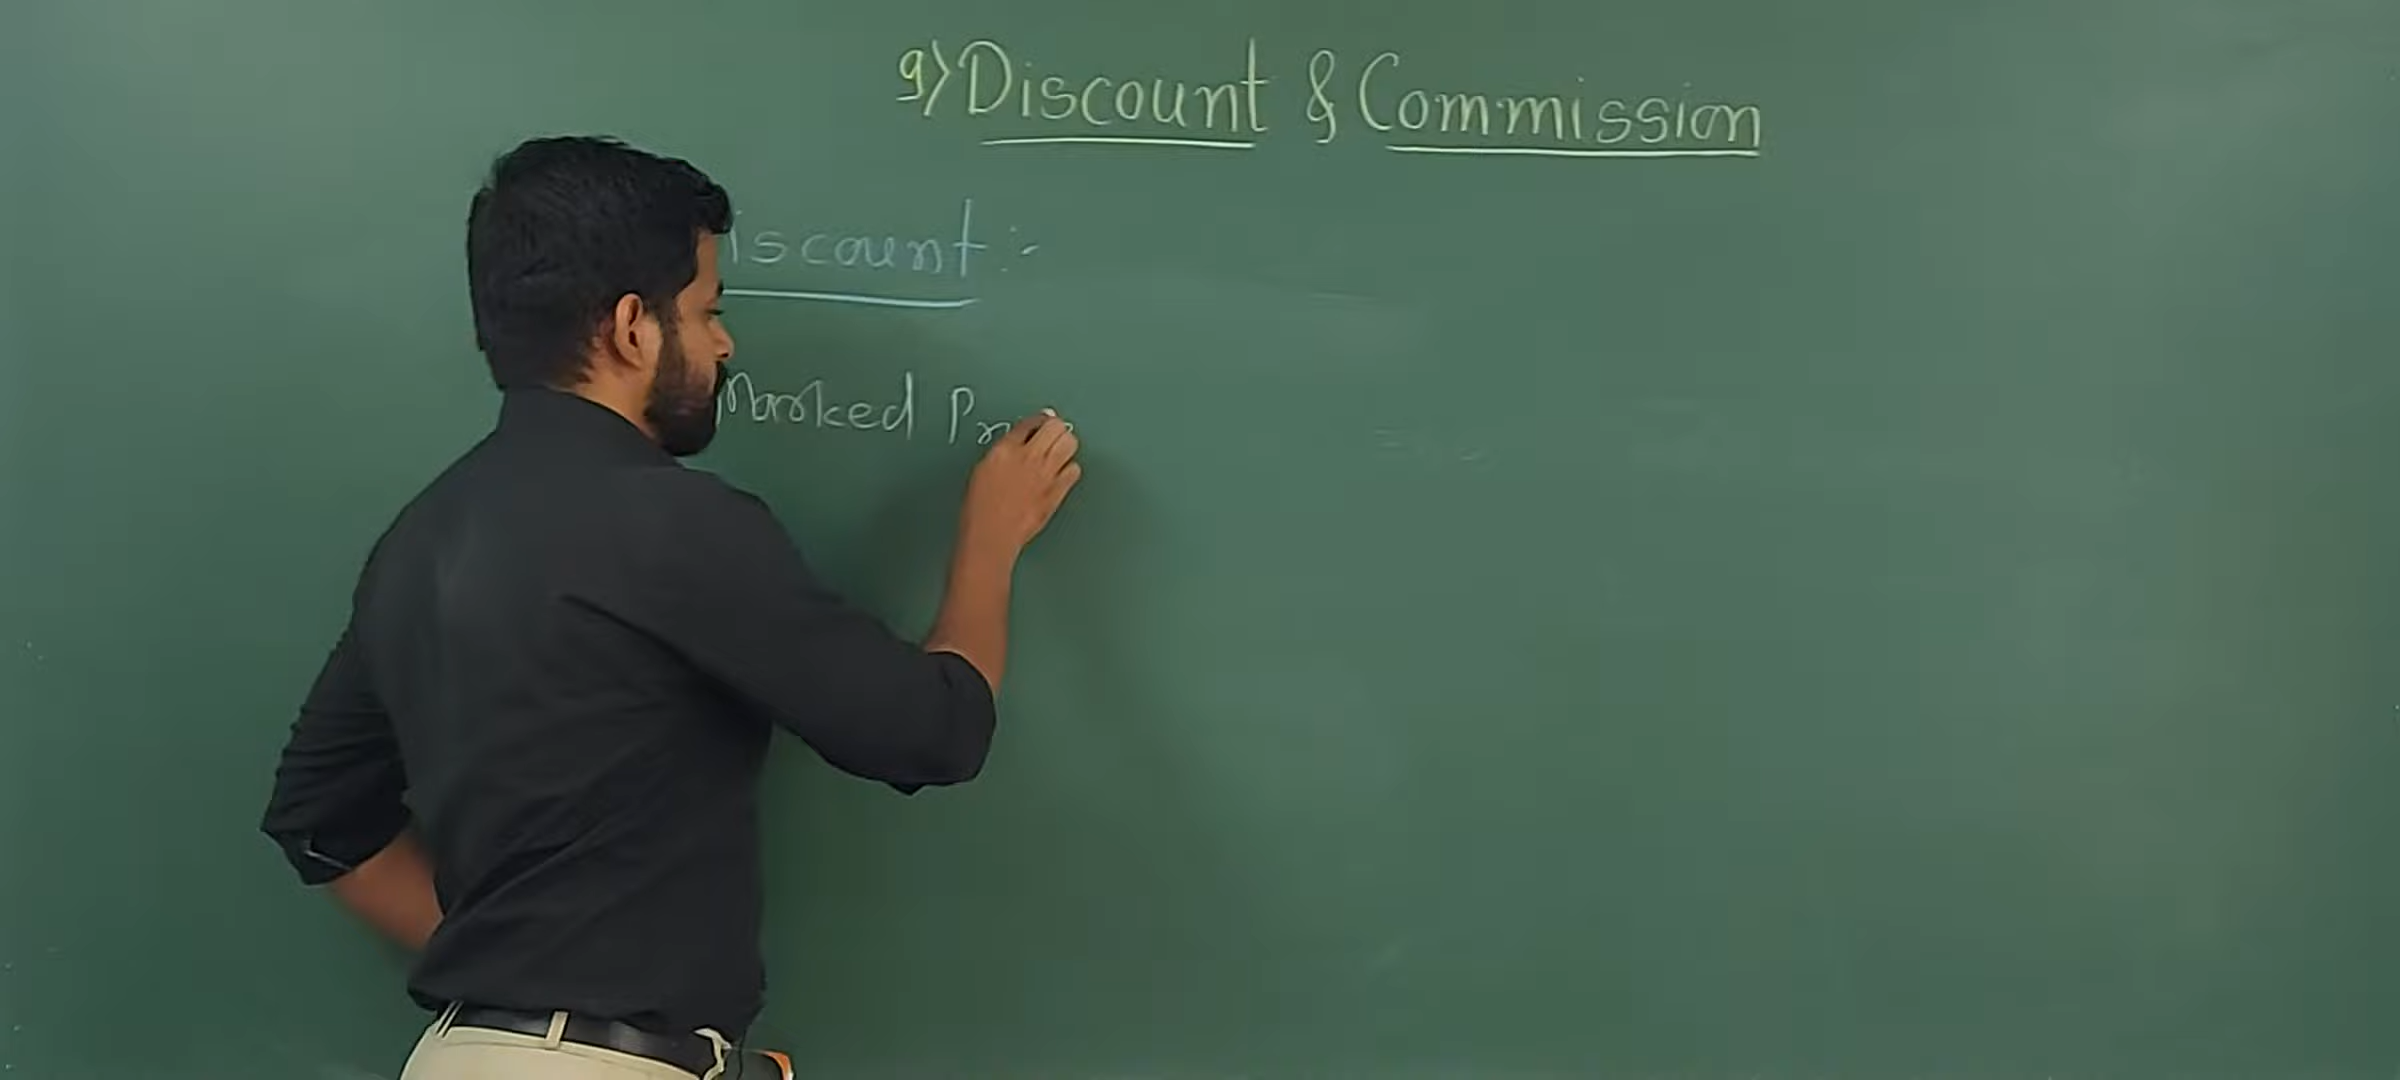 9) Discount & Commission
iscount :-
Marked